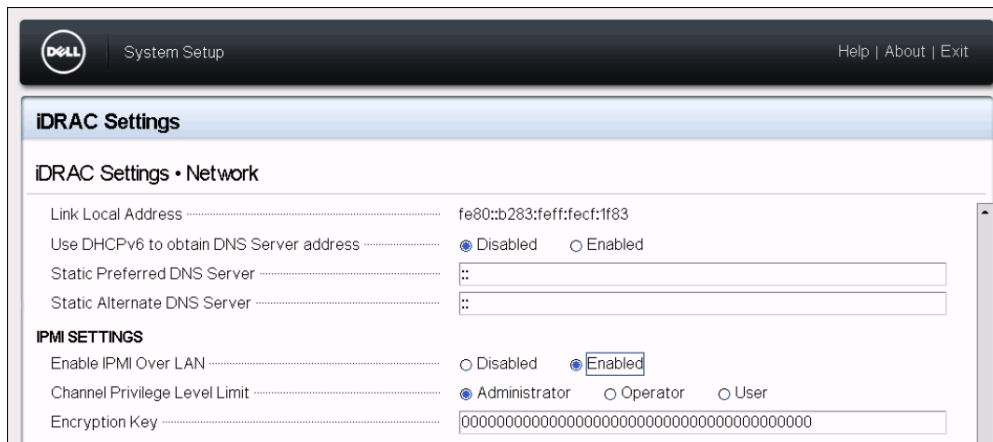 DELL System Setup Help | About | Exit
iDRAC Settings
iDRAC Settings • Network
Link Local Address fe80::b283:feff:fecf:1f83
Use DHCPv6 to obtain DNS Server address Disabled Enabled
Static Preferred DNS Server ::
Static Alternate DNS Server ::
IPMI SETTINGS
Enable IPMI Over LAN Disabled Enabled
Channel Privilege Level Limit Administrator Operator User
Encryption Key 0000000000000000000000000000000000000000